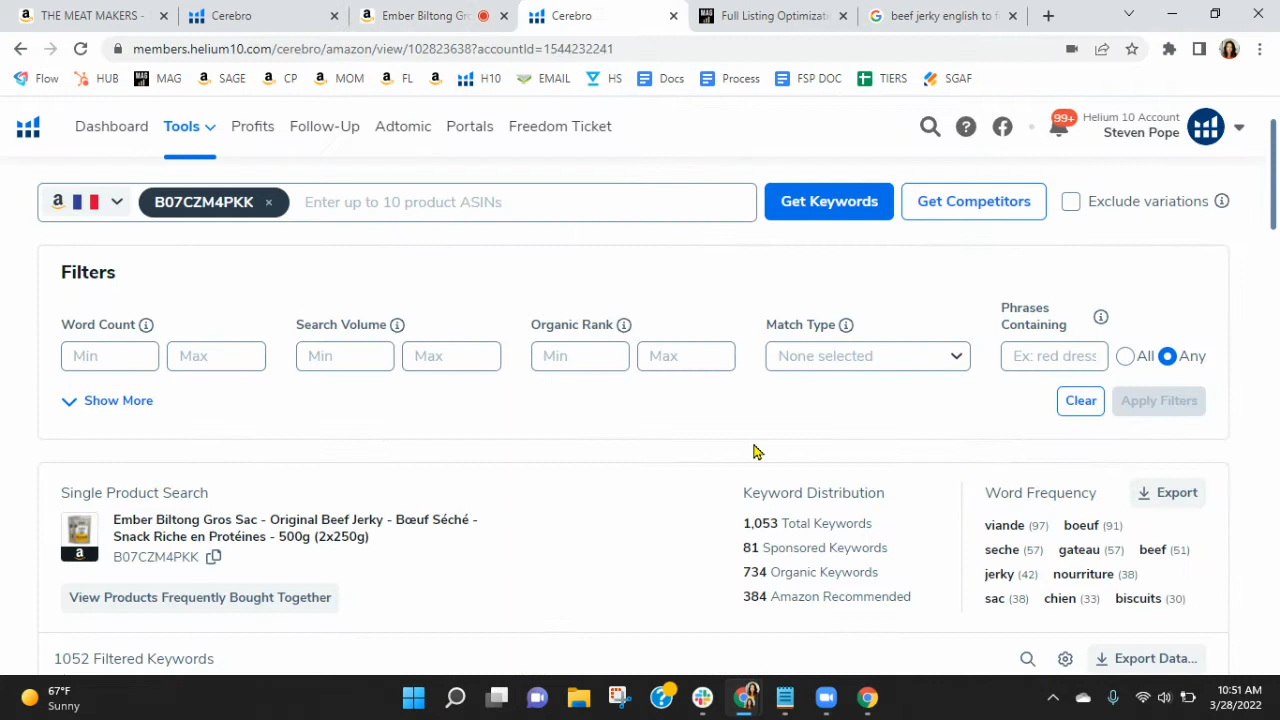 THE MEAT MAKERS -
Cerebro
Ember Biltong Gro
Cerebro
Full Listing Optimizati
beef jerky english to f
members.helium10.com/cerebro/amazon/view/102823638?accountId=1544232241
Flow
HUB
MAG
SAGE
CP
MOM
FL
H10
EMAIL
HS
Docs
Process
FSP DOC
TIERS
SGAF
Dashboard
Tools
Profits
Follow-Up
Adtomic
Portals
Freedom Ticket
99+
Helium 10 Account
Steven Pope
B07CZM4PKK ×
Enter up to 10 product ASINs
Get Keywords
Get Competitors
Exclude variations
Filters
Word Count
Search Volume
Organic Rank
Match Type
Phrases
Containing
Min
Max
Min
Max
Min
Max
None selected
Ex: red dress
All
Any
Show More
Clear
Apply Filters
Single Product Search
Ember Biltong Gros Sac - Original Beef Jerky - Bœuf Séché -
Snack Riche en Protéines - 500g (2x250g)
B07CZM4PKK
View Products Frequently Bought Together
Keyword Distribution
1,053 Total Keywords
81 Sponsored Keywords
734 Organic Keywords
384 Amazon Recommended
Word Frequency
Export
viande (97) boeuf (91)
seche (57) gateau (57) beef (51)
jerky (42) nourriture (38)
sac (38) chien (33) biscuits (30)
1052 Filtered Keywords
Export Data...
67°F
Sunny
10:51 AM
3/28/2022